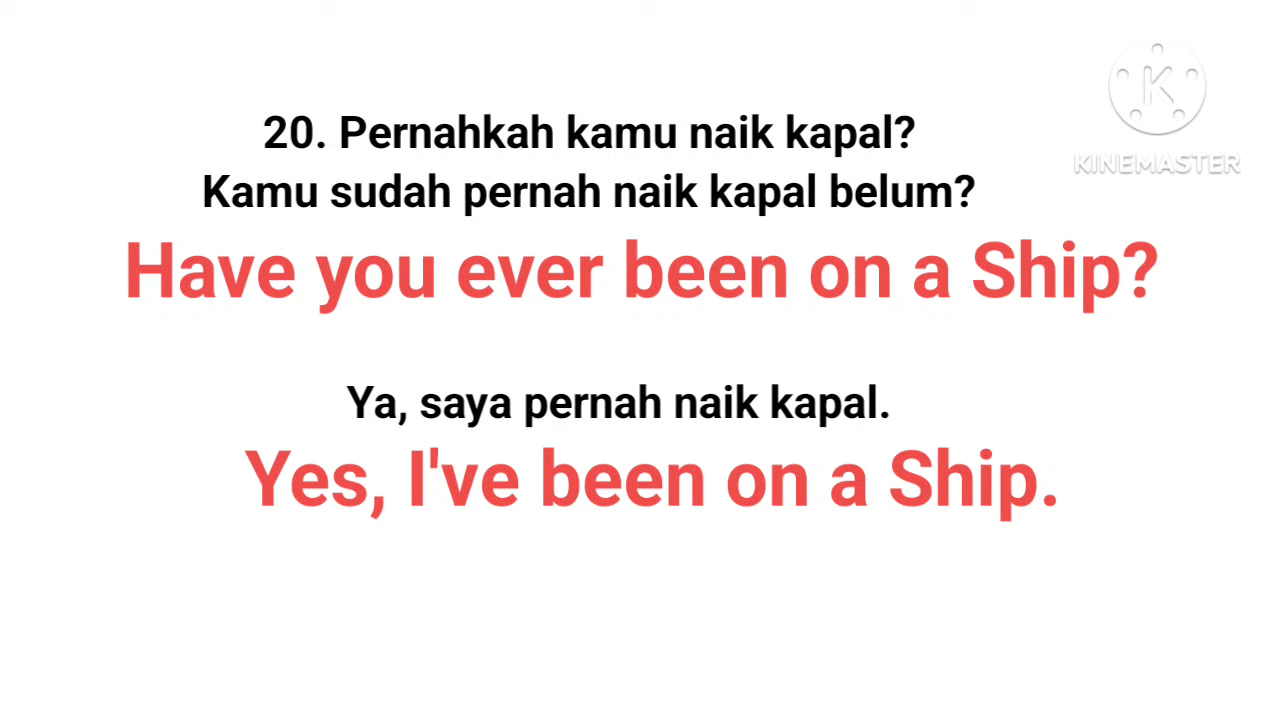 20. Pernahkah kamu naik kapal?
Kamu sudah pernah naik kapal belum?
Have you ever been on a Ship?
Ya, saya pernah naik kapal.
Yes, I've been on a Ship.
K
KINEMASTER